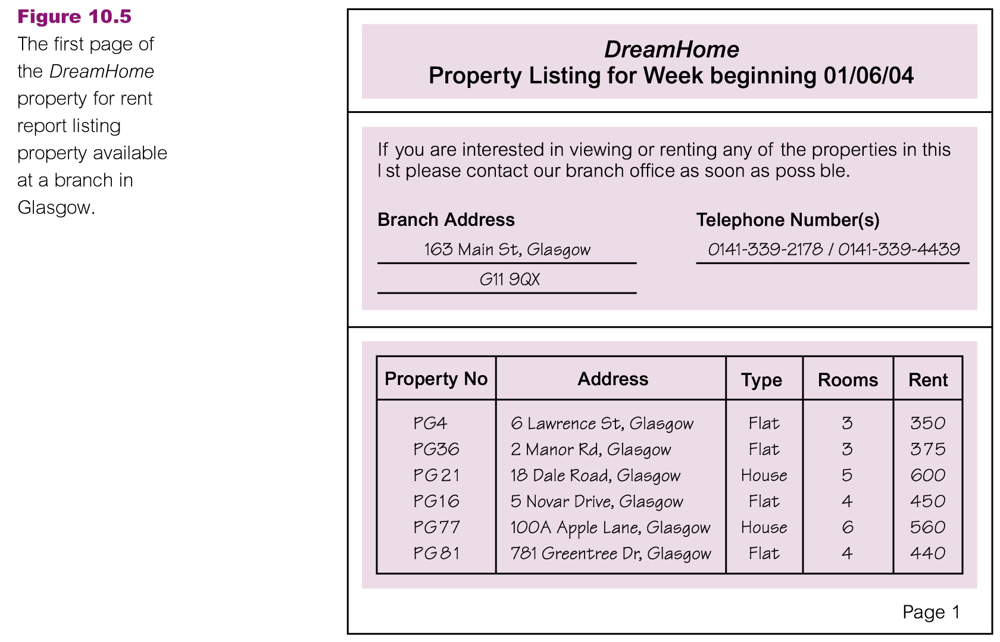 Figure 10.5
The first page of
the DreamHome
property for rent
report listing
property available
at a branch in
Glasgow.
DreamHome
Property Listing for Week beginning 01/06/04
If you are interested in viewing or renting any of the properties in this
l st please contact our branch office as soon as poss ble.
Branch Address Telephone Number(s)
163 Main St, Glasgow 0141-339-2178 / 0141-339-4439
G11 9QX
Property No Address Type Rooms Rent
PG4 6 Lawrence St, Glasgow Flat 3 350
PG36 2 Manor Rd, Glasgow Flat 3 375
PG21 18 Dale Road, Glasgow House 5 600
PG16 5 Novar Drive, Glasgow Flat 4 450
PG77 100A Apple Lane, Glasgow House 6 560
PG81 781 Greentree Dr, Glasgow Flat 4 440
Page 1